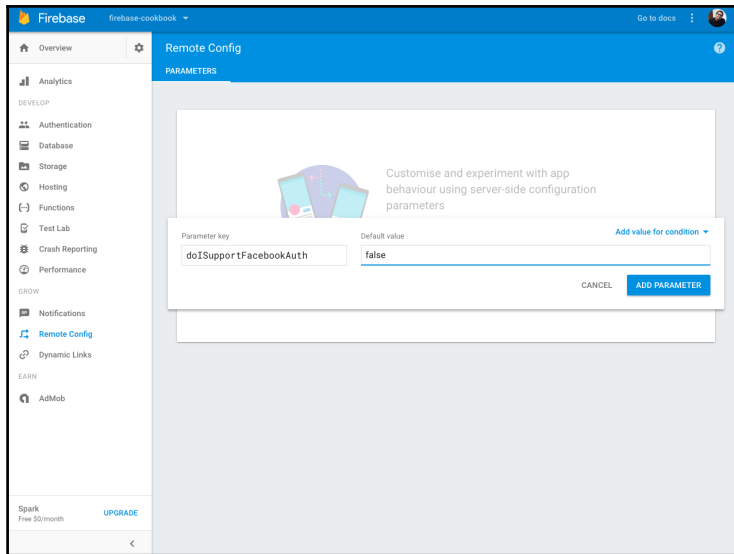 Firebase
firebase-cookbook
Go to docs
Overview
Analytics
DEVELOP
Authentication
Database
Storage
Hosting
Functions
Test Lab
Crash Reporting
Performance
GROW
Notifications
Remote Config
Dynamic Links
EARN
AdMob
Spark
Free $0/month
UPGRADE
Remote Config
PARAMETERS
Customise and experiment with app
behaviour using server-side configuration
parameters
Parameter key
Default value
Add value for condition
doISupportFacebookAuth
false
CANCEL
ADD PARAMETER